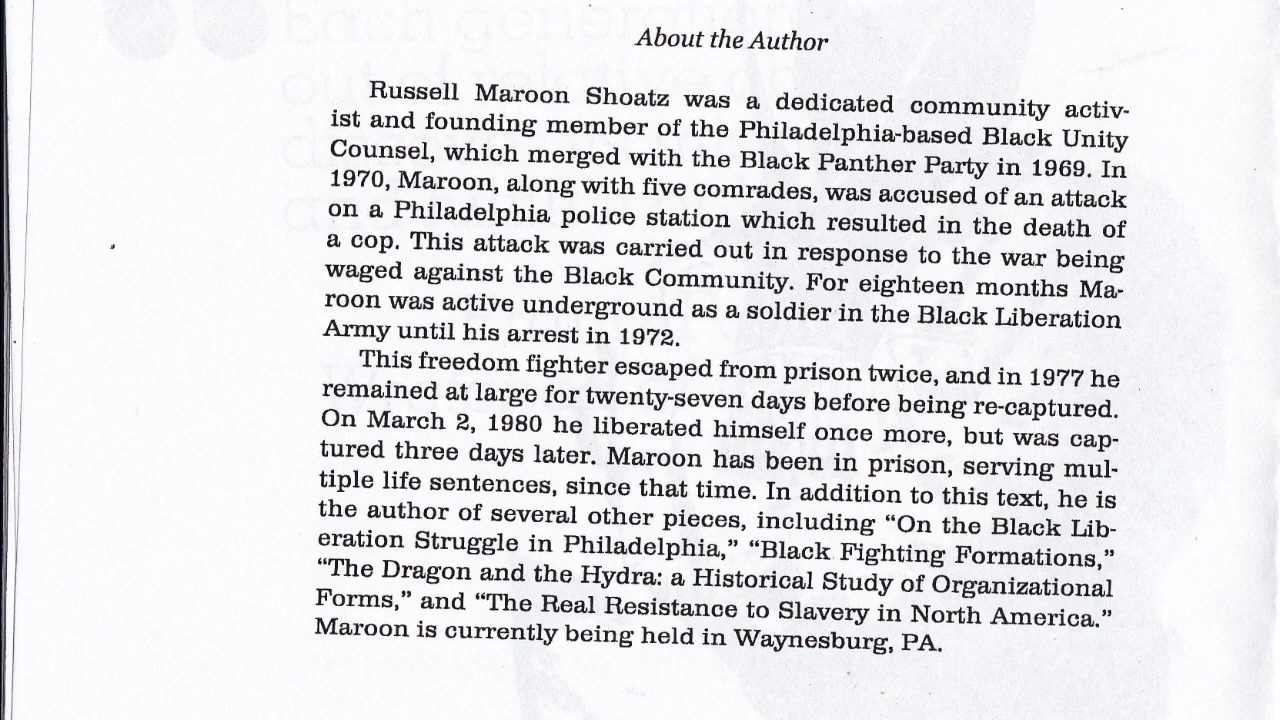 About the Author
Russell Maroon Shoatz was a dedicated community activ-
ist and founding member of the Philadelphia-based Black Unity
Counsel, which merged with the Black Panther Party in 1969. In
1970, Maroon, along with five comrades, was accused of an attack
on a Philadelphia police station which resulted in the death of
a cop. This attack was carried out in response to the war being
waged against the Black Community. For eighteen months Ma-
roon was active underground as a soldier in the Black Liberation
Army until his arrest in 1972.
This freedom fighter escaped from prison twice, and in 1977 he
remained at large for twenty-seven days before being re-captured.
On March 2, 1980 he liberated himself once more, but was cap-
tured three days later. Maroon has been in prison, serving mul-
tiple life sentences, since that time. In addition to this text, he is
the author of several other pieces, including “On the Black Lib-
eration Struggle in Philadelphia,” “Black Fighting Formations,”
“The Dragon and the Hydra: a Historical Study of Organizational
Forms,” and “The Real Resistance to Slavery in North America.”
Maroon is currently being held in Waynesburg, PA.